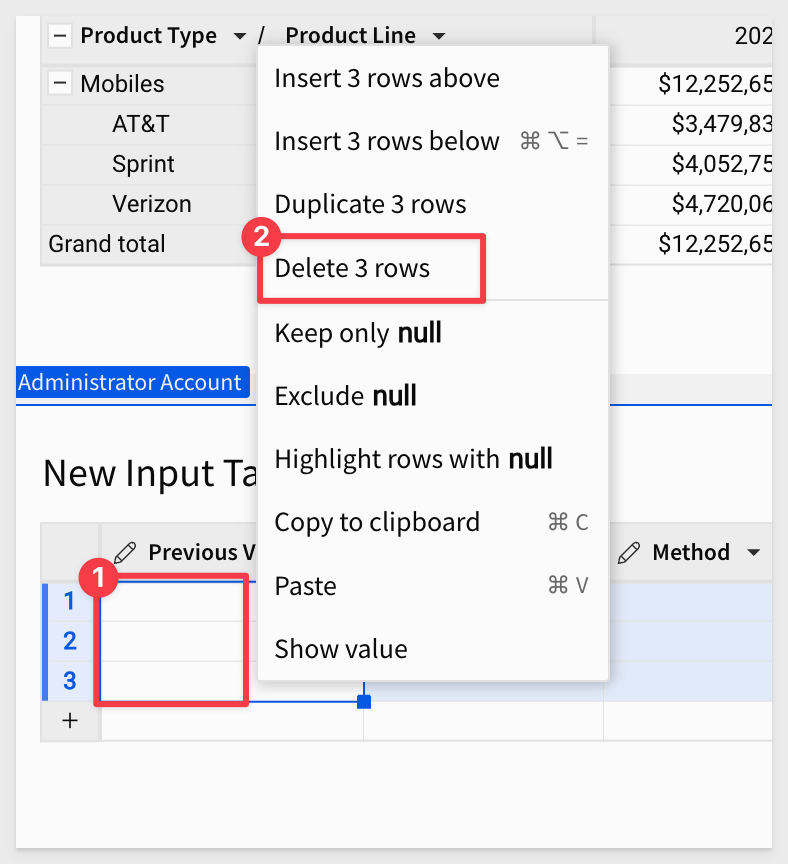 Product Type / Product Line 202
Mobiles $12,252,65
AT&T $3,479,83
Sprint $4,052,75
Verizon $4,720,06
Grand total $12,252,65
Insert 3 rows above
Insert 3 rows below ⌘ ⌥ =
Duplicate 3 rows
2
Delete 3 rows
Keep only null
Exclude null
Highlight rows with null
Copy to clipboard ⌘ C
Paste ⌘ V
Show value
Administrator Account
New Input Ta
Previous V Method
1
1
2
3
+